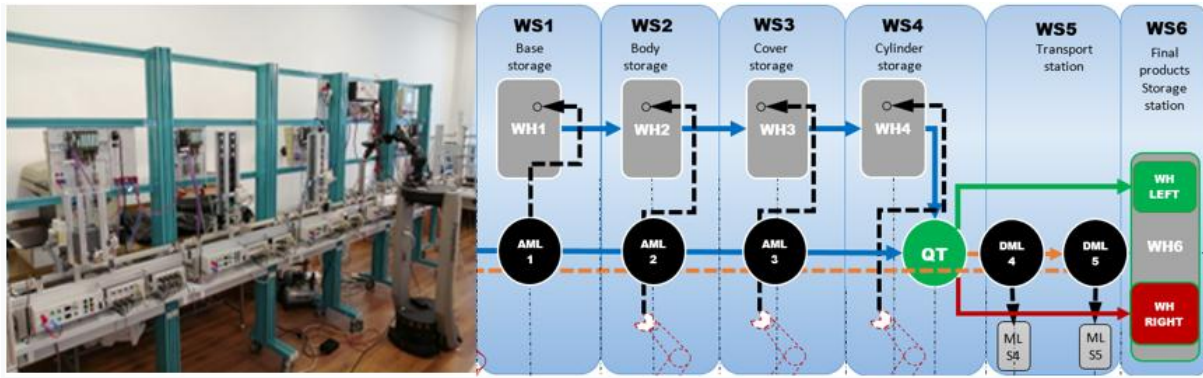 WS1
Base
storage
WH1
AML
1
WS2
Body
storage
WH2
AML
2
WS3
Cover
storage
WH3
AML
3
WS4
Cylinder
storage
WH4
QT
WS5
Transport
station
DML
4
DML
5
ML
S4
ML
S5
WS6
Final
products
Storage
station
WH
LEFT
WH6
WH
RIGHT